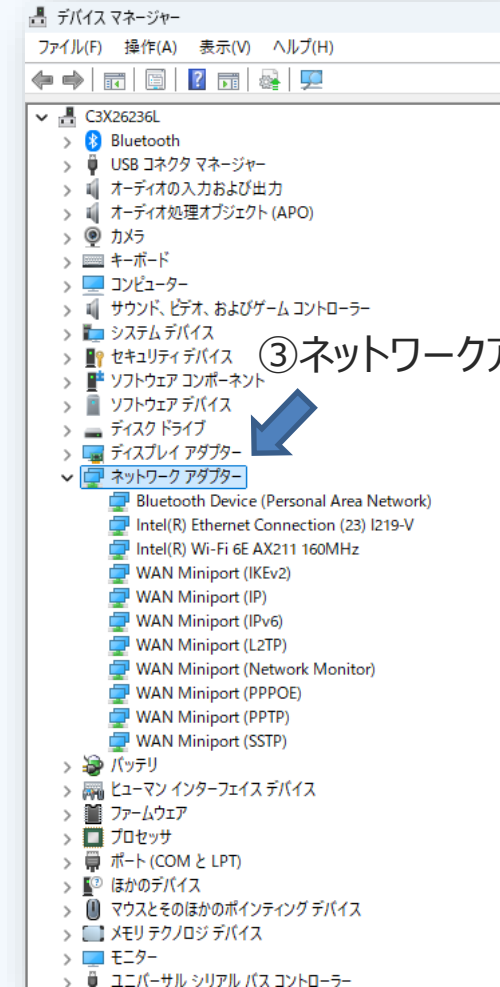 デバイス マネージャー
ファイル(F) 操作(A) 表示(V) ヘルプ(H)
C3X26236L
Bluetooth
USB コネクタ マネージャー
オーディオの入力および出力
オーディオ処理オブジェクト (APO)
カメラ
キーボード
コンピューター
サウンド、ビデオ、およびゲーム コントローラー
システム デバイス
セキュリティ デバイス
③ネットワークア
ソフトウェア コンポーネント
ソフトウェア デバイス
ディスク ドライブ
ディスプレイ アダプター
ネットワーク アダプター
Bluetooth Device (Personal Area Network)
Intel(R) Ethernet Connection (23) I219-V
Intel(R) Wi-Fi 6E AX211 160MHz
WAN Miniport (IKEv2)
WAN Miniport (IP)
WAN Miniport (IPv6)
WAN Miniport (L2TP)
WAN Miniport (Network Monitor)
WAN Miniport (PPPOE)
WAN Miniport (PPTP)
WAN Miniport (SSTP)
バッテリ
ヒューマン インターフェイス デバイス
ファームウェア
プロセッサ
ポート (COM と LPT)
ほかのデバイス
マウスとそのほかのポインティング デバイス
メモリ テクノロジ デバイス
モニター
ユニバーサル シリアル バス コントローラー